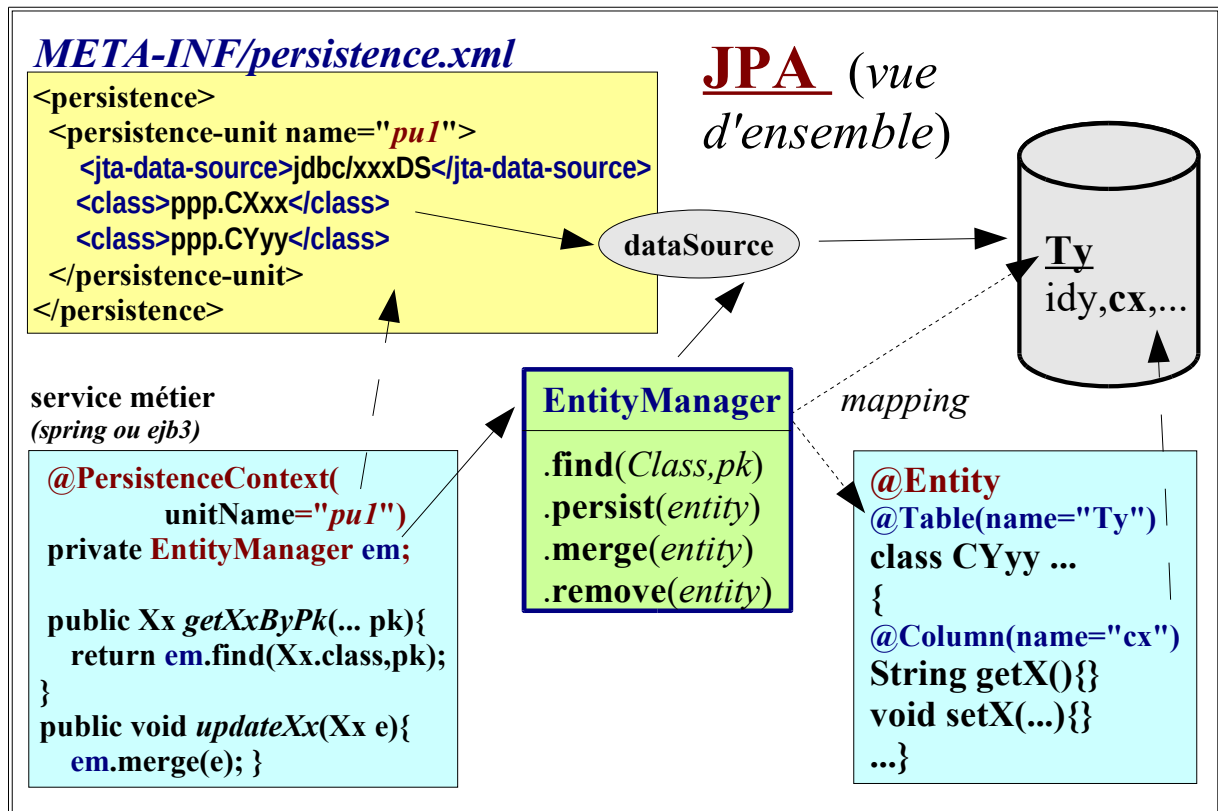 META-INF/persistence.xml
<persistence>
<persistence-unit name="pu1">
<jta-data-source>jdbc/xxxDS</jta-data-source>
<class>ppp.CXxx</class>
<class>ppp.CYyy</class>
</persistence-unit>
</persistence>
JPA (vue
d'ensemble)
dataSource
Ty
idy,cx,...
service métier
(spring ou ejb3)
@PersistenceContext(
unitName="pu1")
private EntityManager em;
public Xx getXxByPk(... pk){
return em.find(Xx.class,pk);
}
public void updateXx(Xx e){
em.merge(e); }
EntityManager
.find(Class,pk)
.persist(entity)
.merge(entity)
.remove(entity)
mapping
@Entity
@Table(name="Ty")
class CYyy ...
{
@Column(name="cx")
String getX(){}
void setX(...){}
...}